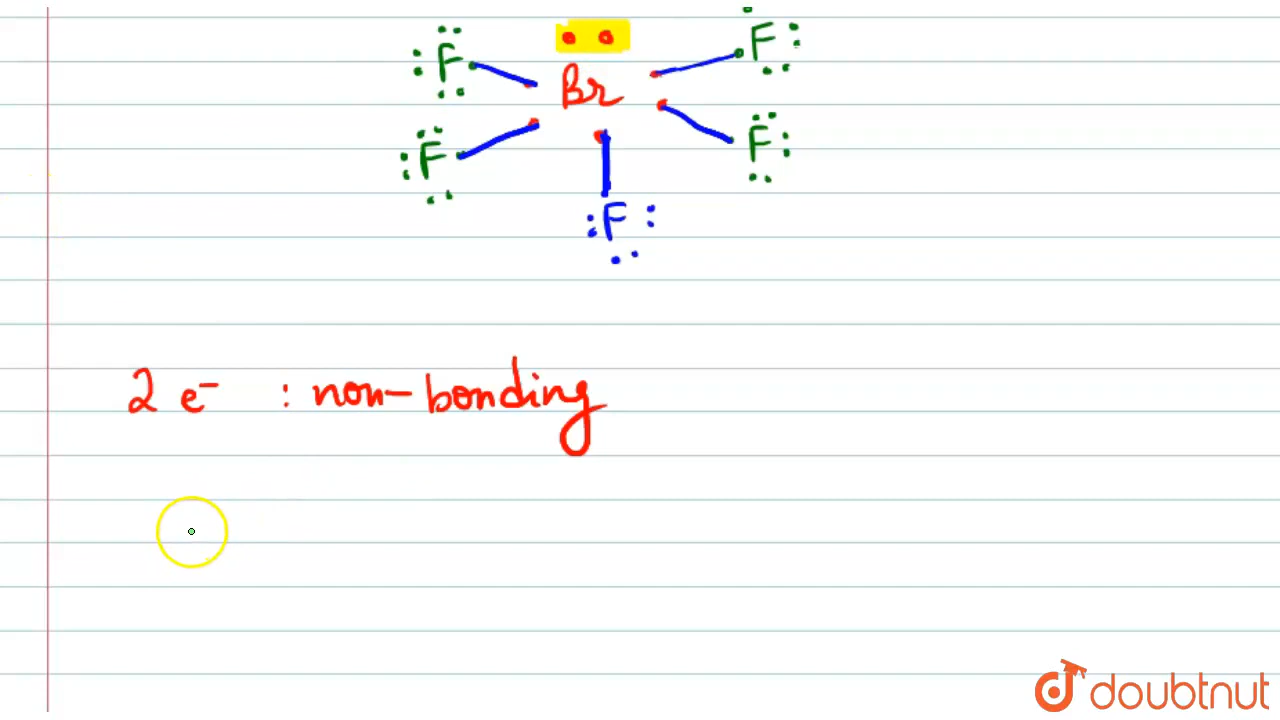 :F
Br
F:
:F
F:
:F:
2 e⁻ : non-bonding
doubtnut